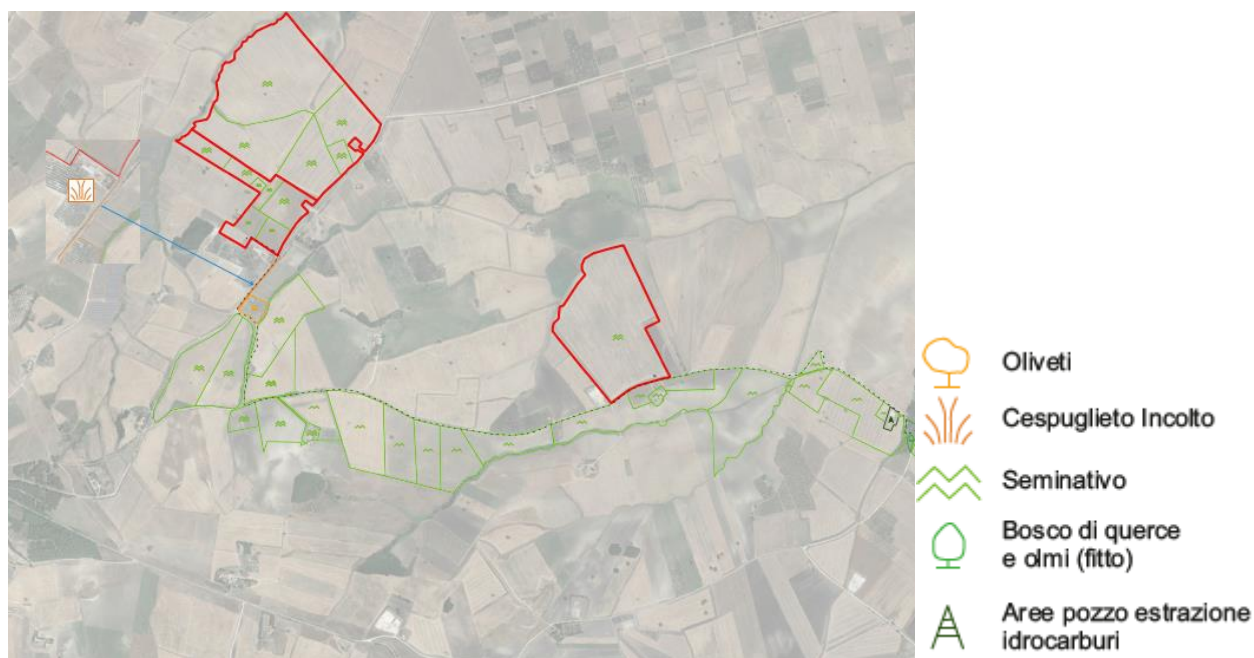 Oliveti
Cespuglieto Incolto
Seminativo
Bosco di querce
e olmi (fitto)
Aree pozzo estrazione
idrocarburi